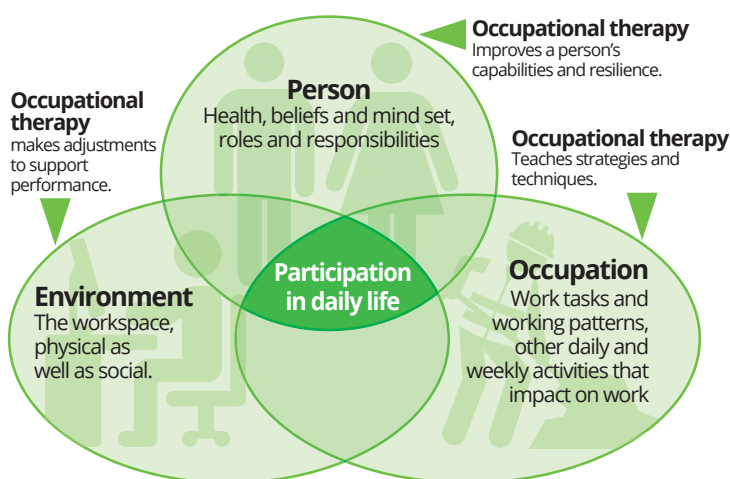 Occupational therapy
Improves a person’s
capabilities and resilience.
Person
Health, beliefs and mind set,
roles and responsibilities
Occupational
therapy
makes adjustments
to support
performance.
Occupational therapy
Teaches strategies and
techniques.
Participation
in daily life
Environment
The workspace,
physical as
well as social.
Occupation
Work tasks and
working patterns,
other daily and
weekly activities that
impact on work